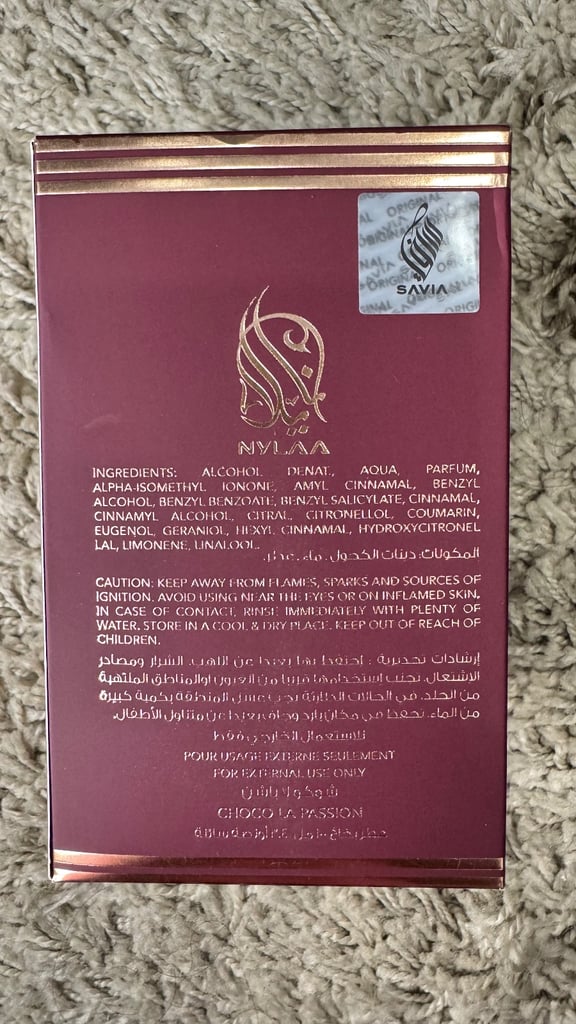 ORIGINAL
SAVIA
NYLAA
INGREDIENTS: ALCOHOL DENAT., AQUA, PARFUM,
ALPHA-ISOMETHYL IONONE, AMYL CINNAMAL, BENZYL
ALCOHOL, BENZYL BENZOATE, BENZYL SALICYLATE, CINNAMAL,
CINNAMYL ALCOHOL, CITRAL, CITRONELLOL, COUMARIN,
EUGENOL, GERANIOL, HEXYL CINNAMAL, HYDROXYCITRONEL
LAL, LIMONENE, LINALOOL.
المكونات: دينات الكحول، ماء، عطر.
CAUTION: KEEP AWAY FROM FLAMES, SPARKS AND SOURCES OF
IGNITION. AVOID USING NEAR THE EYES OR ON INFLAMED SKIN.
IN CASE OF CONTACT, RINSE IMMEDIATELY WITH PLENTY OF
WATER. STORE IN A COOL & DRY PLACE. KEEP OUT OF REACH OF
CHILDREN.
إرشادات تحذيرية : احتفظ بها بعيدا عن اللهب، الشرار ومصادر
الاشتعال. تجنب استخدامها قريبا من العيون والمناطق الملتهبة
من الجلد. في الحالات الطارئة يجب غسل المنطقة بكمية كبيرة
من الماء. تحفظ في مكان بارد وجاف بعيدا عن متناول الأطفال.
للاستعمال الخارجي فقط
POUR USAGE EXTERNE SEULEMENT
FOR EXTERNAL USE ONLY
شوكو لا باشن
CHOCO LA PASSION
عطر بخاخ